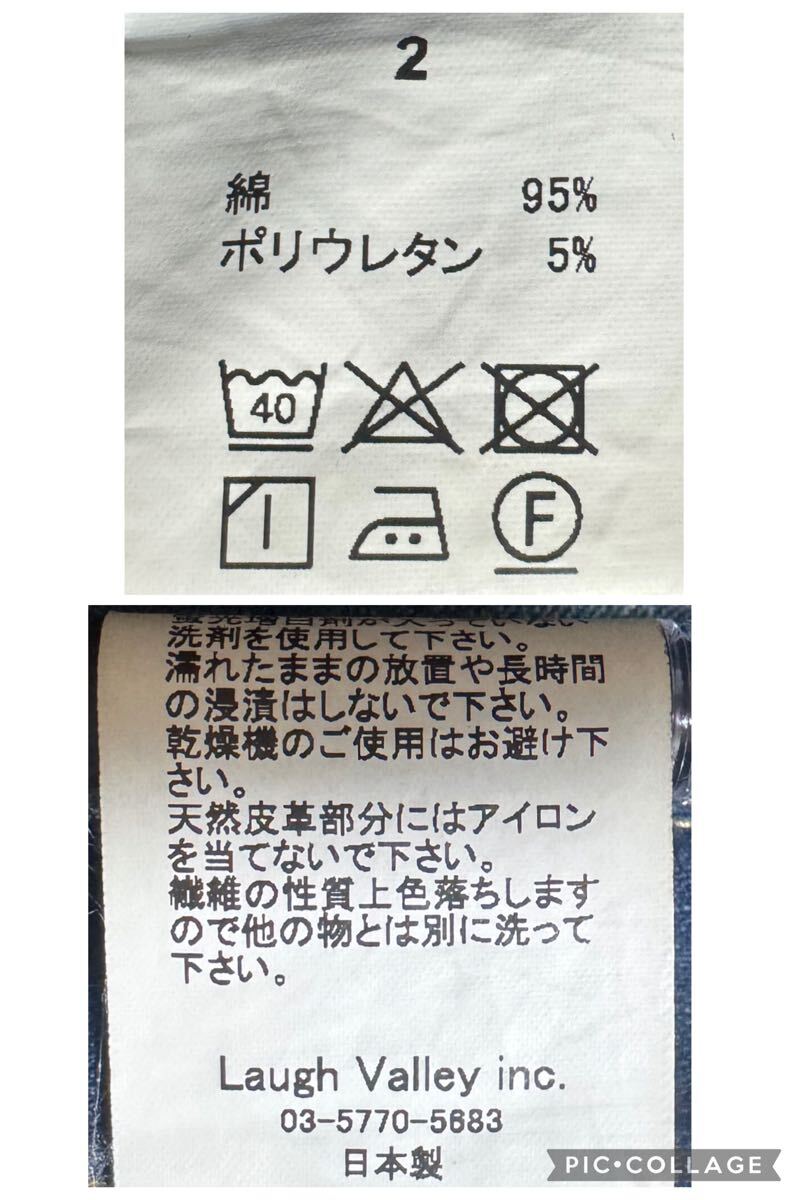 2
綿 95%
ポリウレタン 5%
40
F
洗剤を使用して下さい。
濡れたままの放置や長時間
の浸漬はしないで下さい。
乾燥機のご使用はお避け下
さい。
天然皮革部分にはアイロン
を当てないで下さい。
繊維の性質上色落ちします
ので他の物とは別に洗って
下さい。
Laugh Valley inc.
03-5770-5683
日本製
PIC•COLLAGE